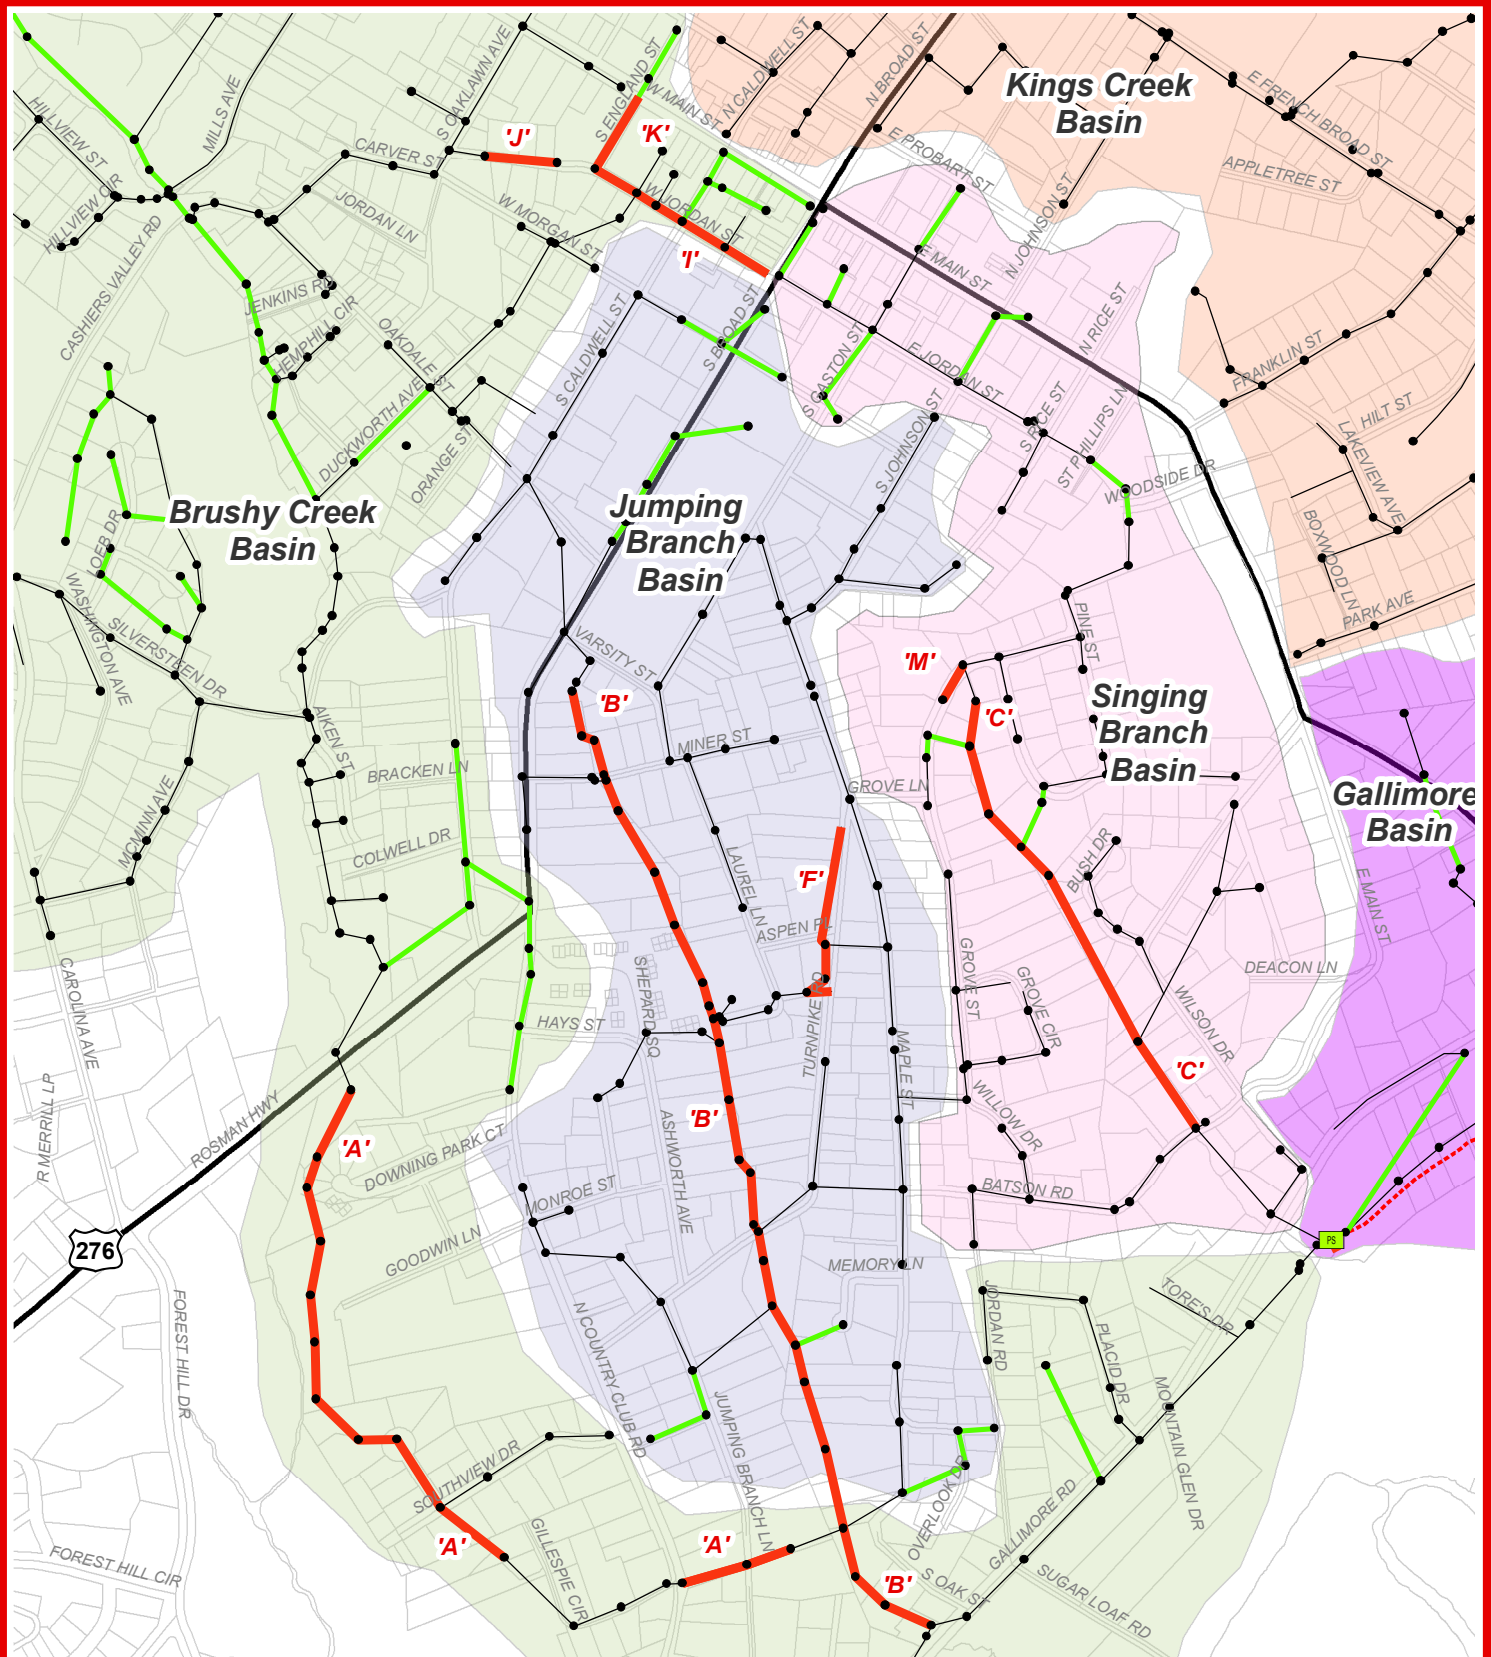 S ENGLAND ST
W MAIN ST
N CALDWELL ST
N BROAD ST
Kings Creek
Basin
E FRENCH BROAD ST
MILLS AVE
S OAKLAWN AVE
'J'
'K'
HILLVIEW ST
CARVER ST
E PROBART ST
APPLETREE ST
HILLVIEW CIR
JORDAN LN
W MORGAN ST
W JORDAN ST
N JOHNSON ST
'I'
CASHIERS VALLEY RD
JENKINS RD
E MAIN ST
HEMPHILL CIR
N RICE ST
OAKDALE ST
S CALDWELL ST
S BROAD ST
S GASTON ST
E JORDAN ST
FRANKLIN ST
DUCKWORTH AVE
S JOHNSON ST
S RICE ST
ST PHILLIPS LN
HILT ST
LAKEVIEW AVE
ORANGE ST
WOODSIDE DR
Brushy Creek
Basin
Jumping
Branch
Basin
LOEB DR
BOXWOOD LN
WASHINGTON AVE
SILVERSTEEN DR
VARSITY ST
PINE ST
PARK AVE
'M'
'B'
'C'
Singing
Branch
Basin
AIKEN ST
MINER ST
BRACKEN LN
GROVE LN
Gallimore
Basin
MCMINN AVE
COLWELL DR
LAUREL LN
'F'
BUSH DR
E MAIN ST
ASPEN PL
CAROLINA AVE
SHEPARD SQ
TURNPIKE RD
GROVE ST
GROVE CIR
DEACON LN
HAYS ST
MAPLE ST
WILSON DR
R MERRILL LP
ROSMAN HWY
'A'
'B'
'C'
WILLOW DR
ASHWORTH AVE
DOWNING PARK CT
MONROE ST
BATSON RD
276
GOODWIN LN
MEMORY LN
PS
FOREST HILL DR
N COUNTRY CLUB RD
JORDAN RD
TORE'S DR
PLACID DR
MOUNTAIN GLEN DR
JUMPING BRANCH LN
SOUTHVIEW DR
OVERLOOK DR
GALLIMORE RD
'A'
GILLESPIE CIR
'A'
'B'
S OAK ST
FOREST HILL CIR
SUGAR LOAF RD